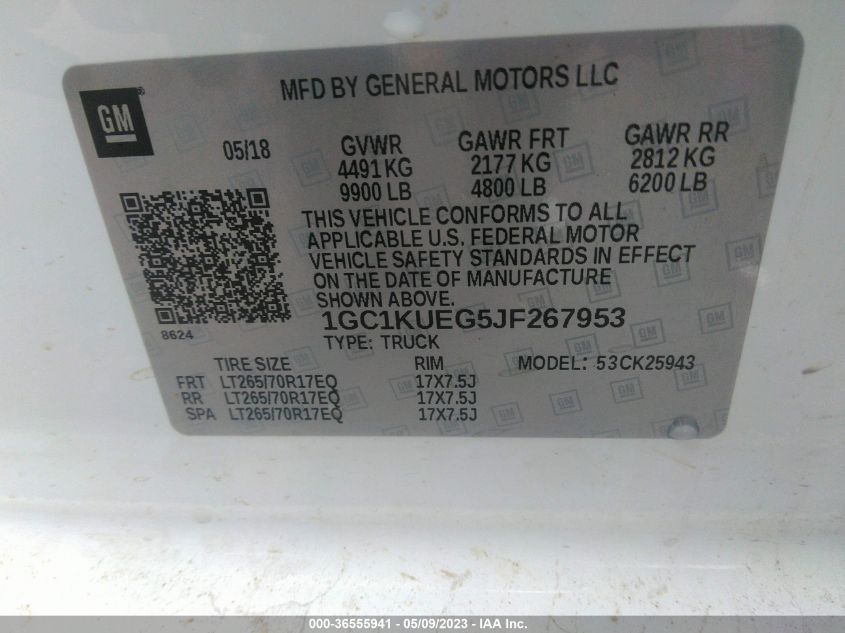 MFD BY GENERAL MOTORS LLC
GM
05/18
GVWR GAWR FRT GAWR RR
4491 KG 2177 KG 2812 KG
9900 LB 4800 LB 6200 LB
THIS VEHICLE CONFORMS TO ALL
APPLICABLE U.S. FEDERAL MOTOR
VEHICLE SAFETY STANDARDS IN EFFECT
ON THE DATE OF MANUFACTURE
SHOWN ABOVE.
8624
1GC1KUEG5JF267953
TYPE: TRUCK
TIRE SIZE RIM MODEL: 53CK25943
FRT LT265/70R17EQ 17X7.5J
RR LT265/70R17EQ 17X7.5J
SPA LT265/70R17EQ 17X7.5J
000-36555941 - 05/09/2023 - IAA Inc.